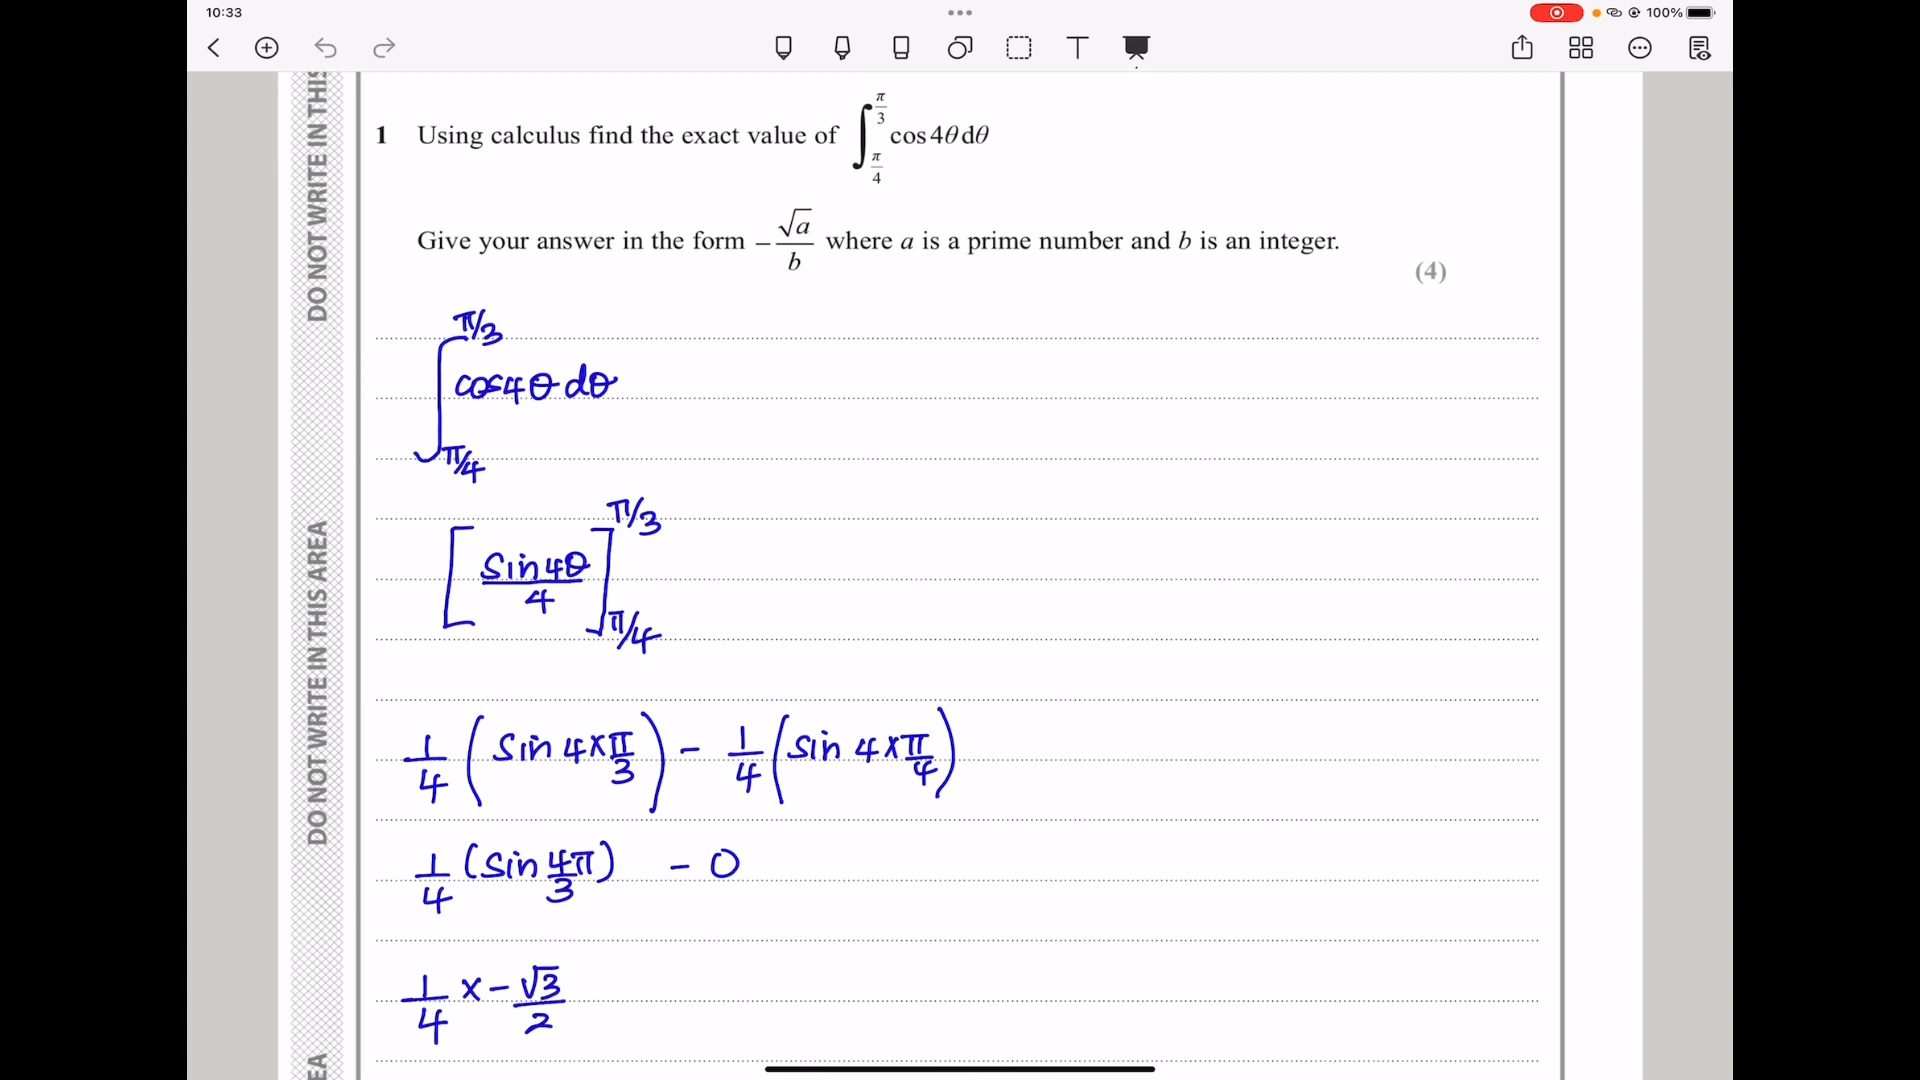 10:33
100%
DO NOT WRITE IN THIS
1 Using calculus find the exact value of ∫_{π/4}^{π/3} cos 4θ dθ
Give your answer in the form −√a/b where a is a prime number and b is an integer.
(4)
∫_{π/4}^{π/3} cos4θ dθ
[sin4θ/4]_{π/4}^{π/3}
DO NOT WRITE IN THIS AREA
1/4 (sin 4×π/3) − 1/4 (sin 4×π/4)
1/4 (sin 4π/3) − 0
1/4 × −√3/2
EA